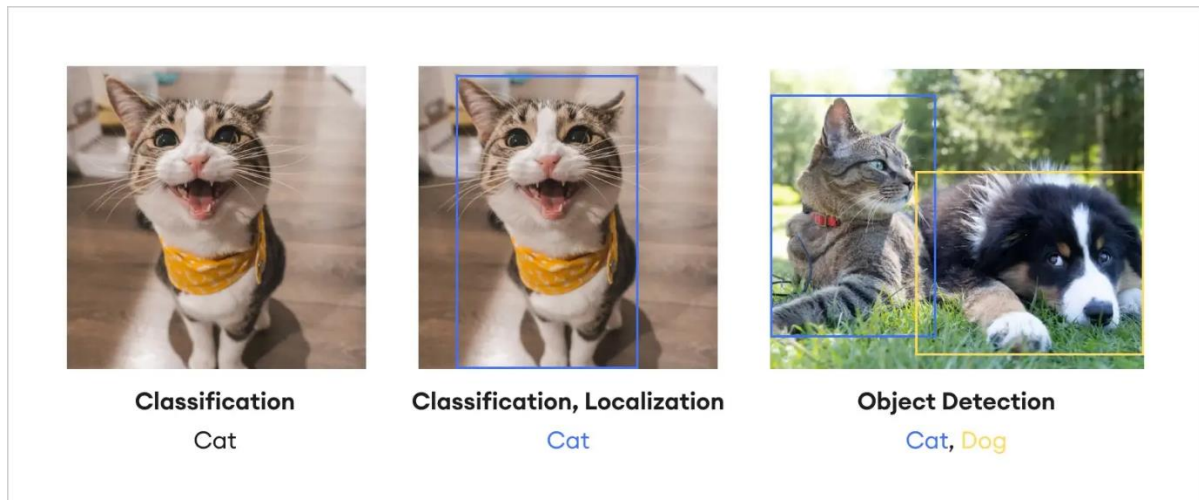 Classification
Cat
Classification, Localization
Cat
Object Detection
Cat, Dog